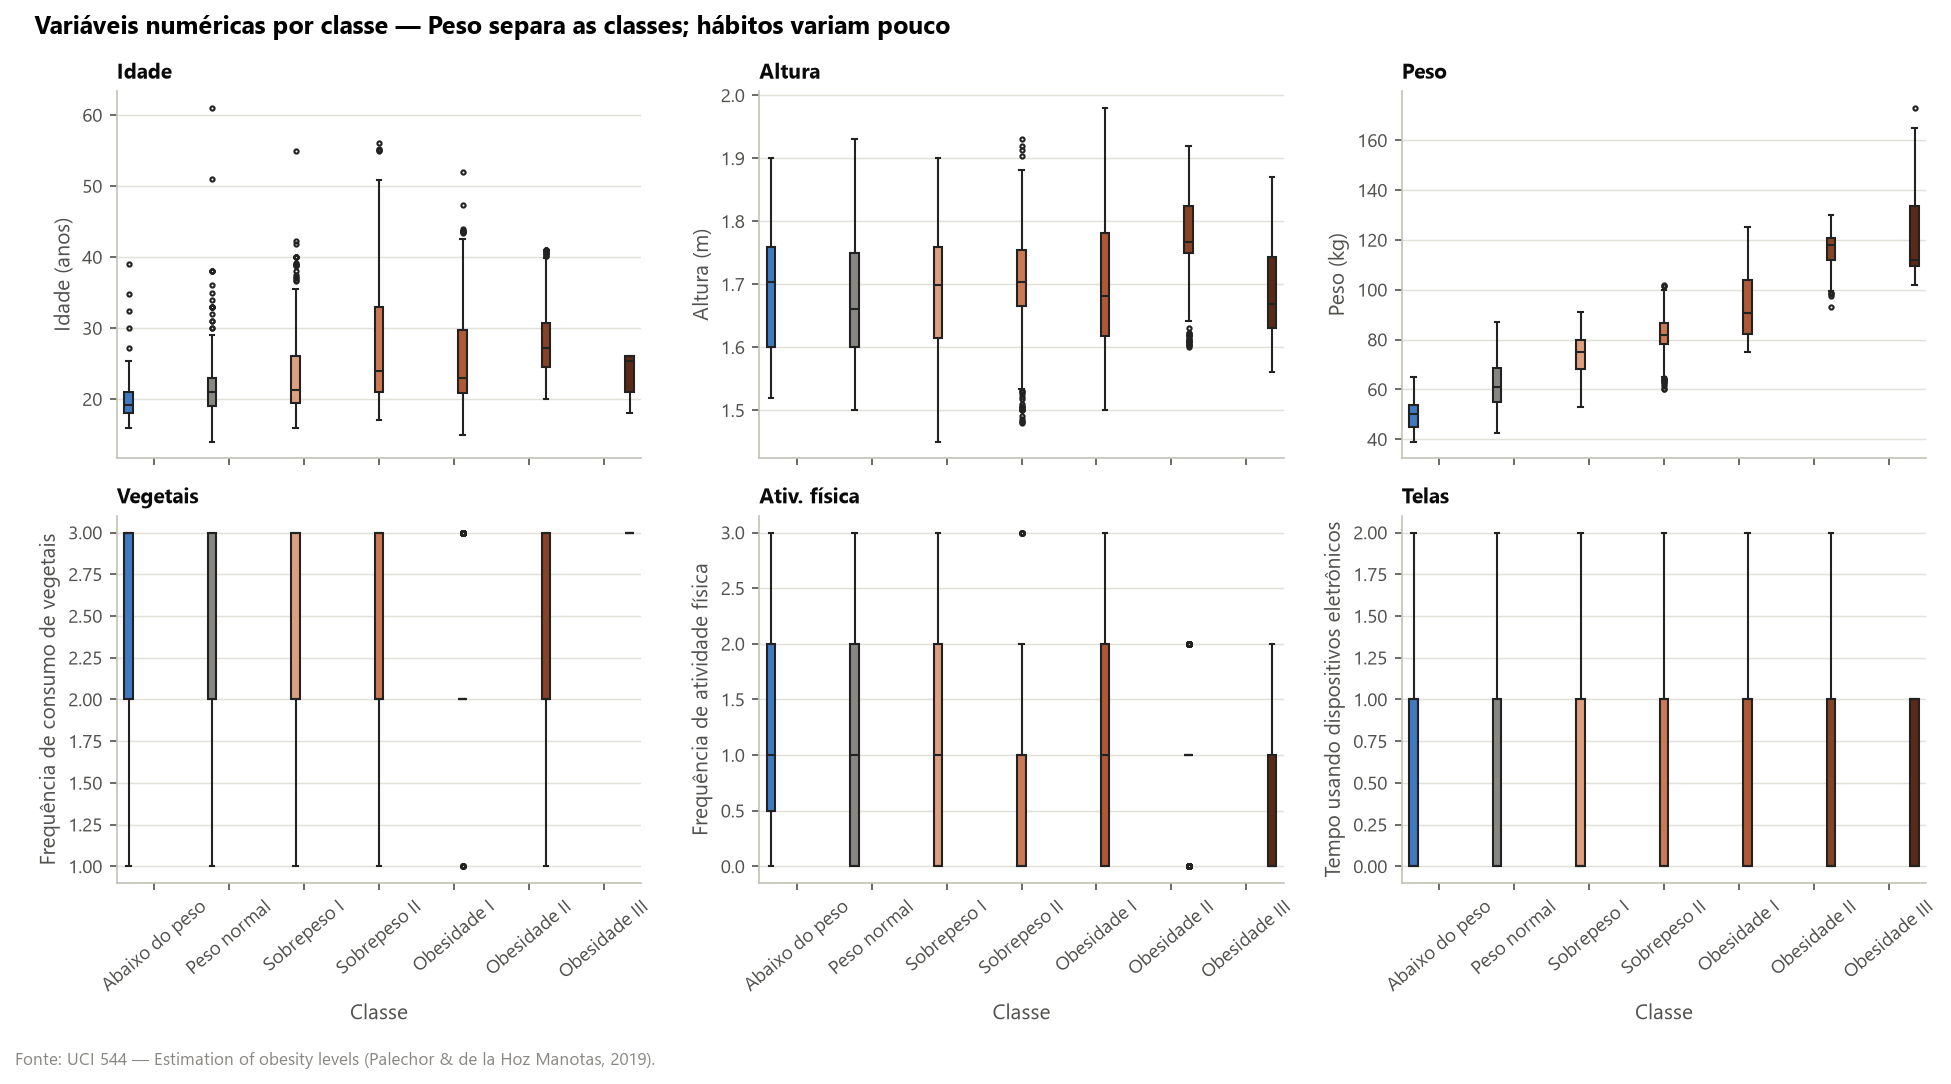 Variáveis numéricas por classe — Peso separa as classes; hábitos variam pouco
Idade
Idade (anos)
60
50
40
30
20
Altura
Altura (m)
2.0
1.9
1.8
1.7
1.6
1.5
Peso
Peso (kg)
160
140
120
100
80
60
40
Vegetais
Frequência de consumo de vegetais
3.00
2.75
2.50
2.25
2.00
1.75
1.50
1.25
1.00
Abaixo do peso
Peso normal
Sobrepeso I
Sobrepeso II
Obesidade I
Obesidade II
Obesidade III
Classe
Ativ. física
Frequência de atividade física
3.0
2.5
2.0
1.5
1.0
0.5
0.0
Abaixo do peso
Peso normal
Sobrepeso I
Sobrepeso II
Obesidade I
Obesidade II
Obesidade III
Classe
Telas
Tempo usando dispositivos eletrônicos
2.00
1.75
1.50
1.25
1.00
0.75
0.50
0.25
0.00
Abaixo do peso
Peso normal
Sobrepeso I
Sobrepeso II
Obesidade I
Obesidade II
Obesidade III
Classe
Fonte: UCI 544 — Estimation of obesity levels (Palechor & de la Hoz Manotas, 2019).